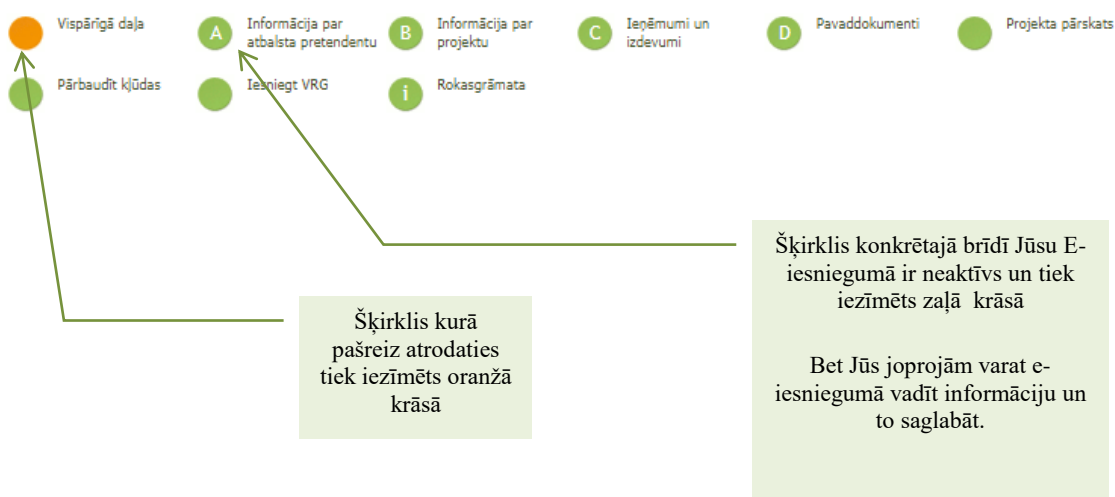 Vispārīgā daļa
A
Informācija par
atbalsta pretendentu
B
Informācija par
projektu
C
Ieņēmumi un
izdevumi
D
Pavaddokumenti
Projekta pārskats
Pārbaudīt kļūdas
Iesniegt VRG
i
Rokasgrāmata
Šķirklis konkrētajā brīdī Jūsu E-
iesniegumā ir neaktīvs un tiek
iezīmēts zaļā krāsā
Bet Jūs joprojām varat e-
iesniegumā vadīt informāciju un
to saglabāt.
Šķirklis kurā
pašreiz atrodaties
tiek iezīmēts oranžā
krāsā